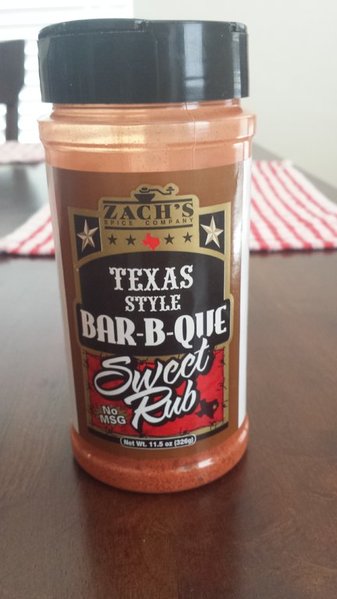 ZACH'S
SPICE COMPANY
TEXAS
STYLE
BAR-B-QUE
Sweet
Rub
No
MSG
Net Wt. 11.5 oz (326g)